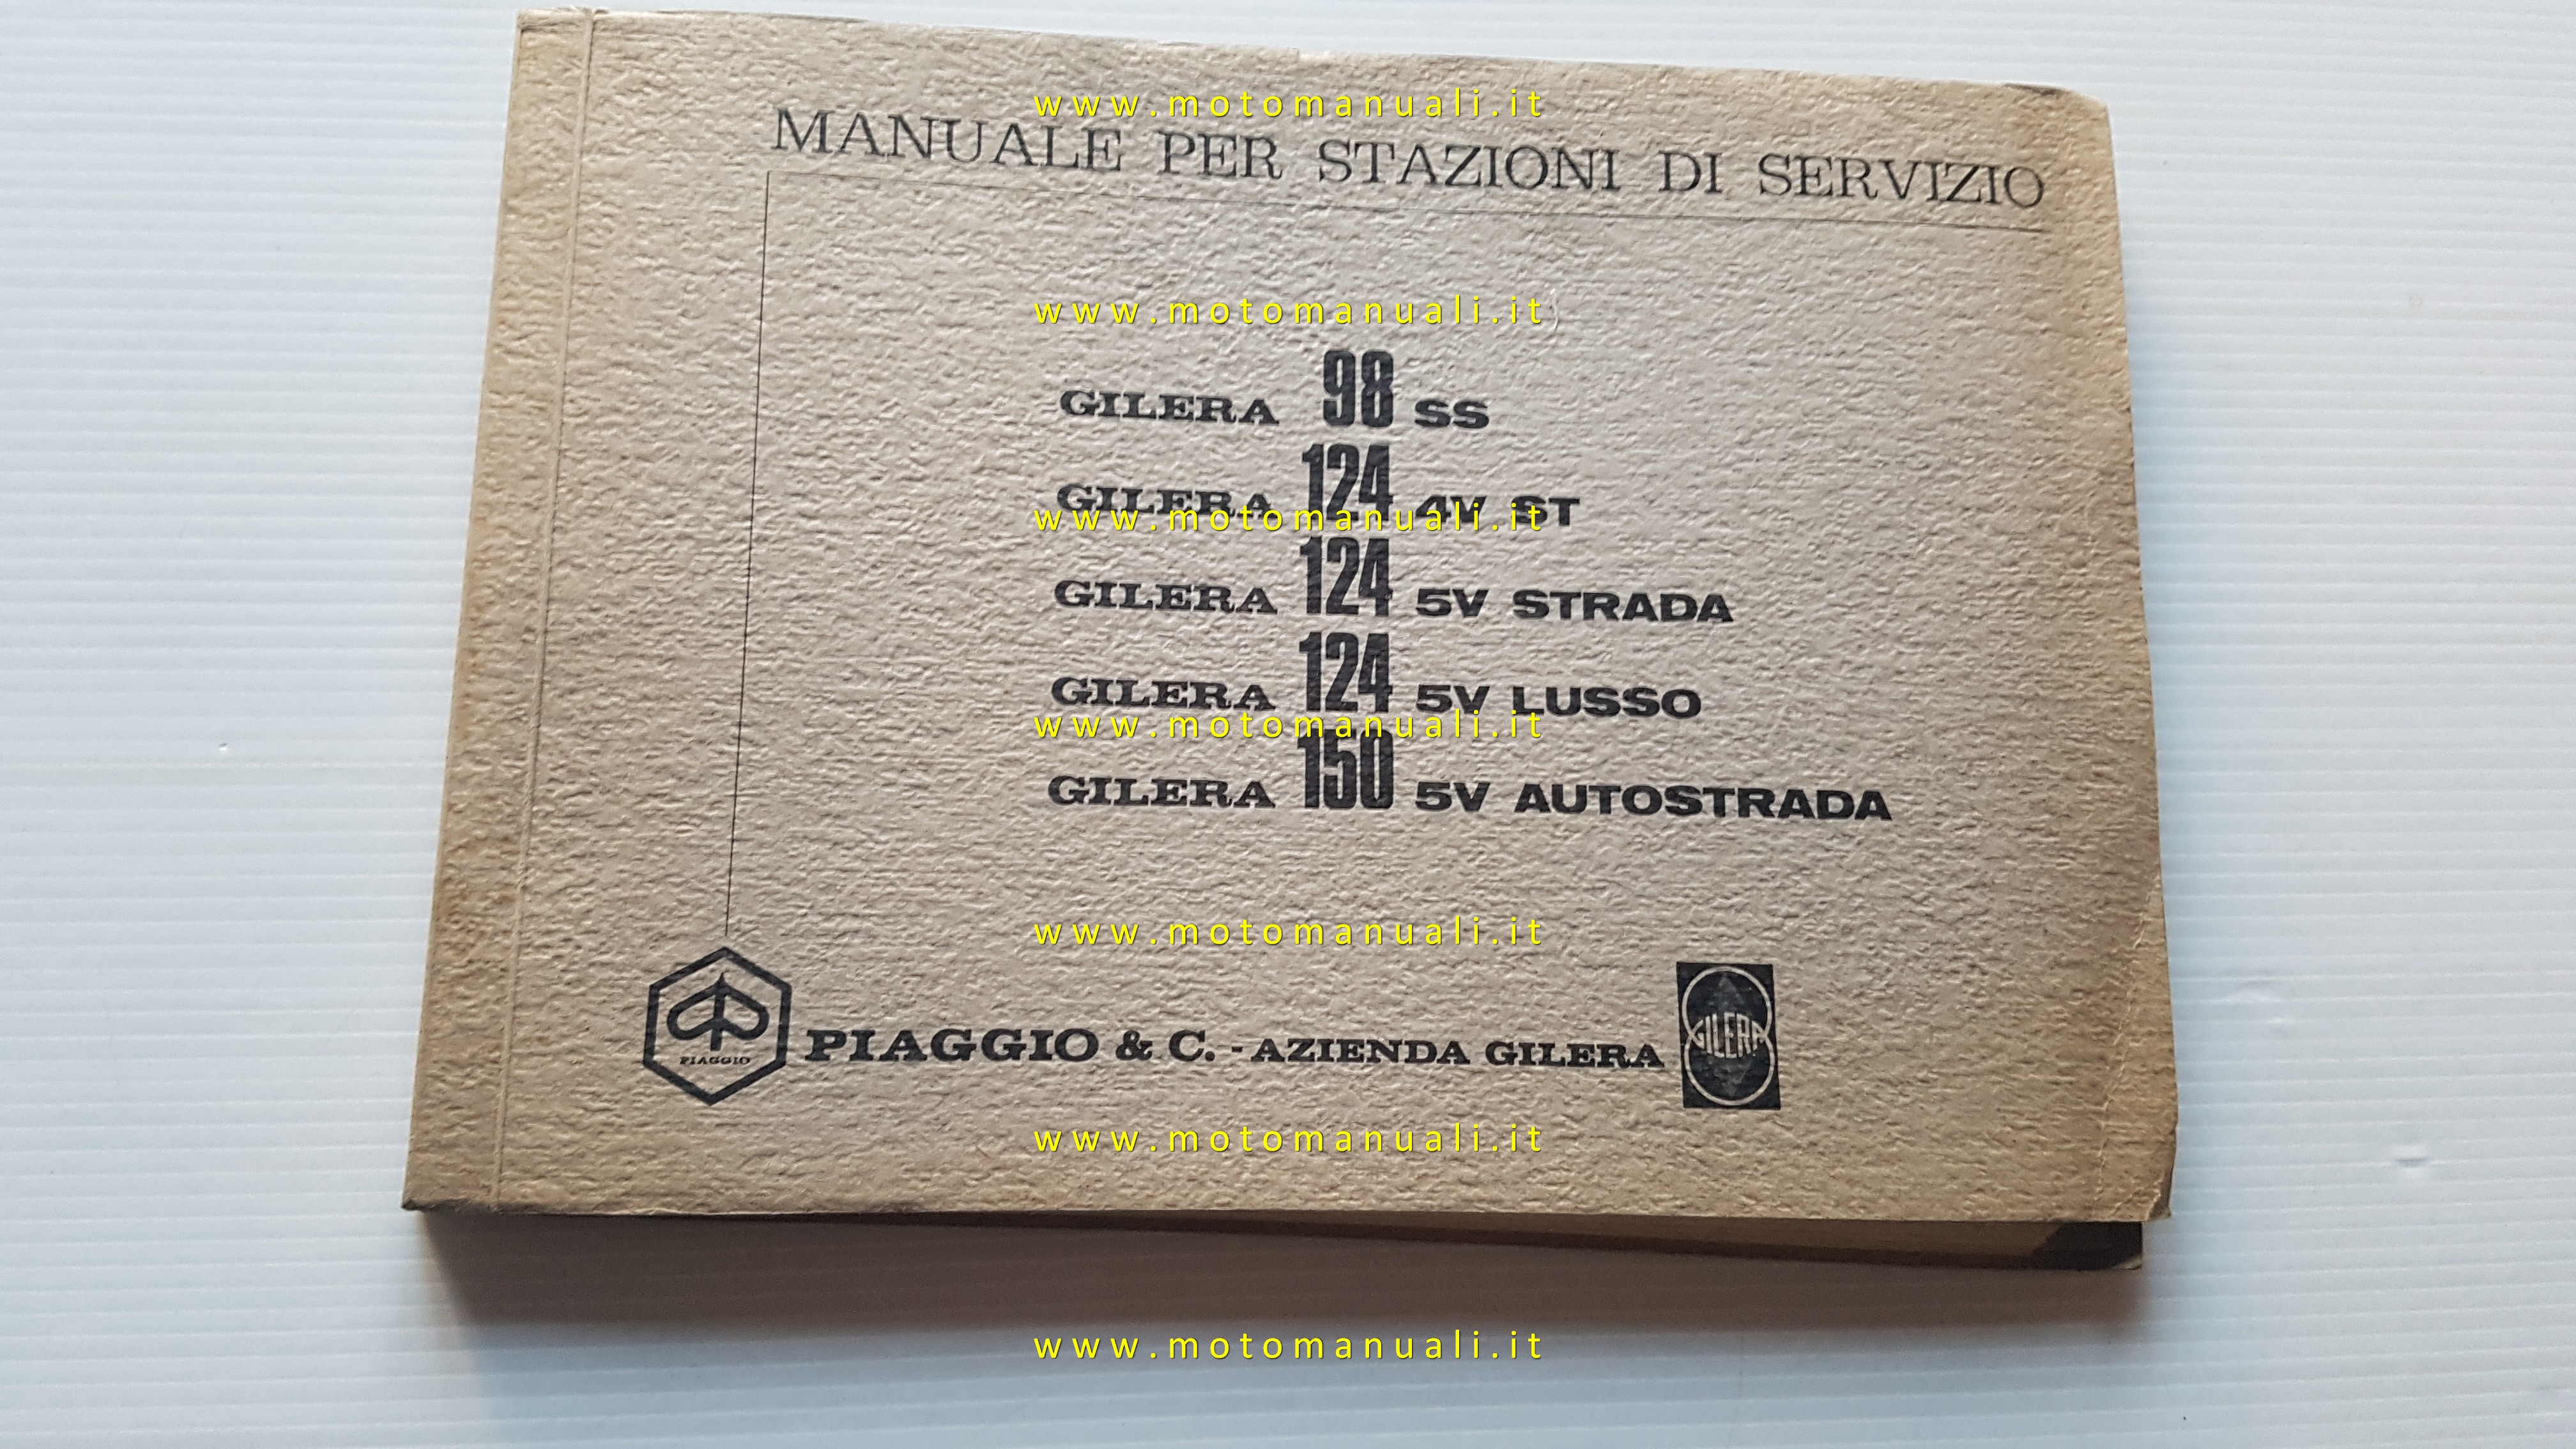 www.motomanuali.it
MANUALE PER STAZIONI DI SERVIZIO
www.motomanuali.it
GILERA 98 SS
GILERA 124 4V ST
www.motomanuali.it
GILERA 124 5V STRADA
GILERA 124 5V LUSSO
www.motomanuali.it
GILERA 150 5V AUTOSTRADA
www.motomanuali.it
PIAGGIO
PIAGGIO & C. - AZIENDA GILERA
GILERA
www.motomanuali.it
www.motomanuali.it